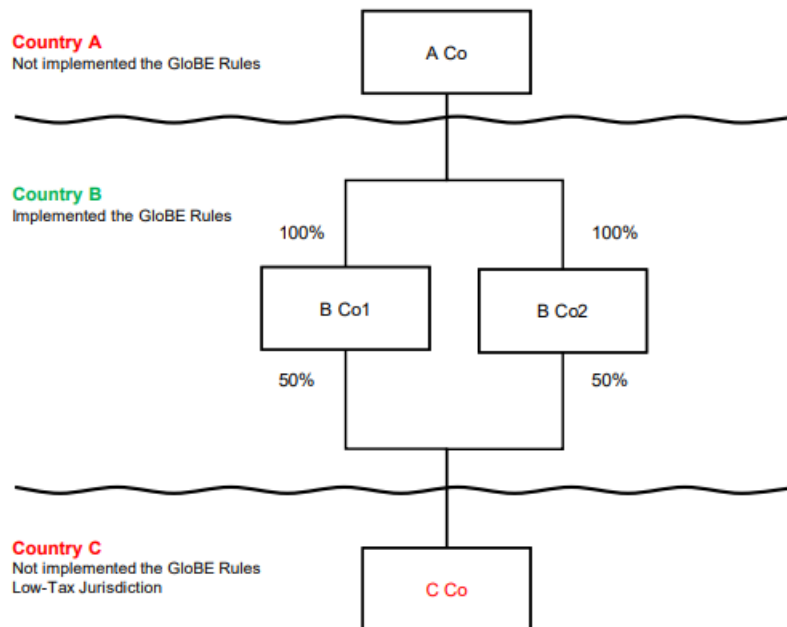 Country A
Not implemented the GloBE Rules
A Co
Country B
Implemented the GloBE Rules
100%
100%
B Co1
B Co2
50%
50%
Country C
Not implemented the GloBE Rules
Low-Tax Jurisdiction
C Co